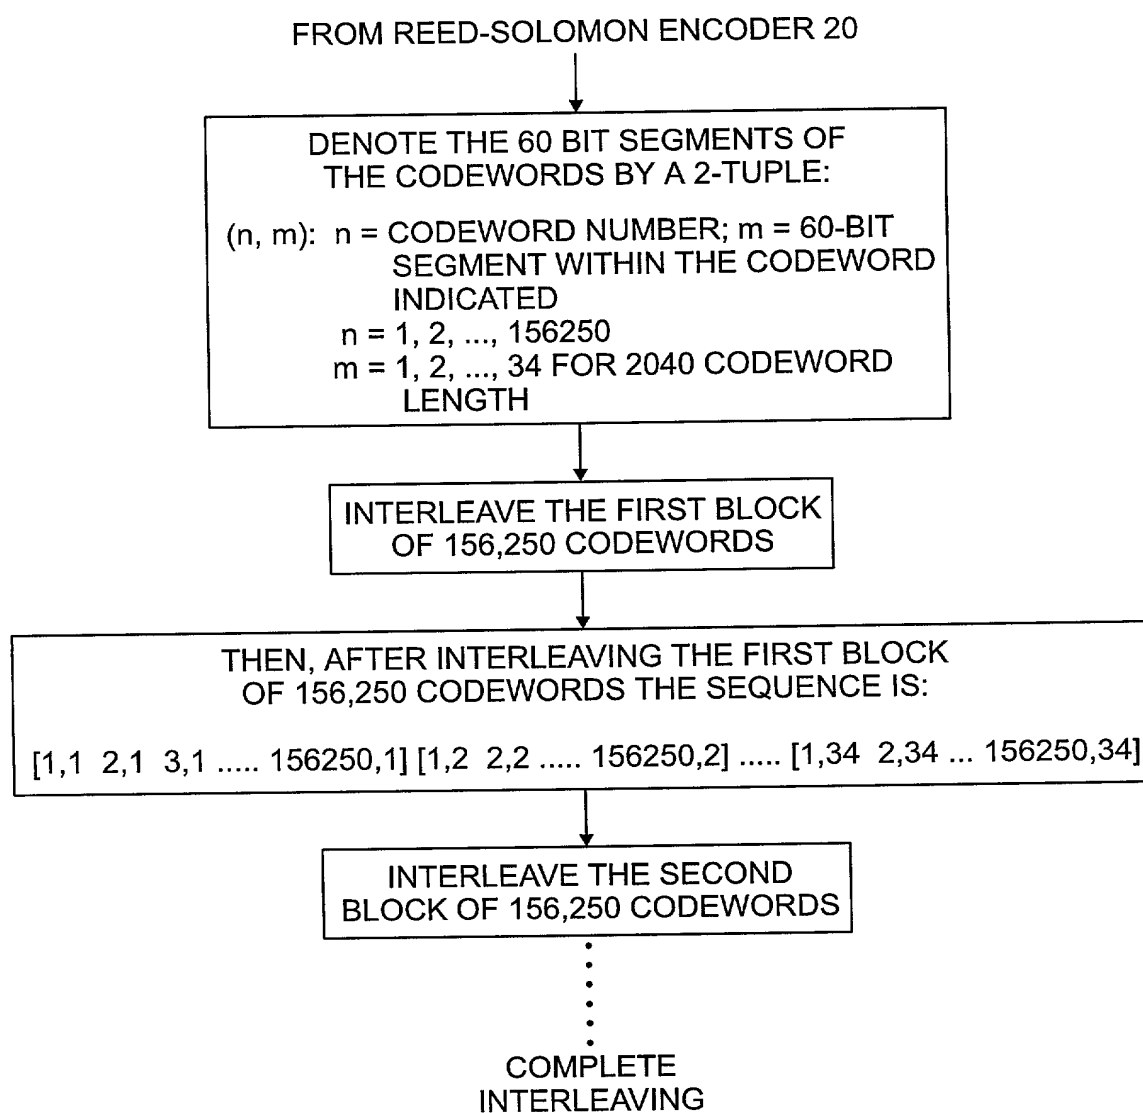 FROM REED-SOLOMON ENCODER 20
DENOTE THE 60 BIT SEGMENTS OF
THE CODEWORDS BY A 2-TUPLE:
(n, m): n = CODEWORD NUMBER; m = 60-BIT
SEGMENT WITHIN THE CODEWORD
INDICATED
n = 1, 2, ..., 156250
m = 1, 2, ..., 34 FOR 2040 CODEWORD
LENGTH
INTERLEAVE THE FIRST BLOCK
OF 156,250 CODEWORDS
THEN, AFTER INTERLEAVING THE FIRST BLOCK
OF 156,250 CODEWORDS THE SEQUENCE IS:
[1,1 2,1 3,1 ..... 156250,1] [1,2 2,2 ..... 156250,2] ..... [1,34 2,34 ... 156250,34]
INTERLEAVE THE SECOND
BLOCK OF 156,250 CODEWORDS
COMPLETE
INTERLEAVING